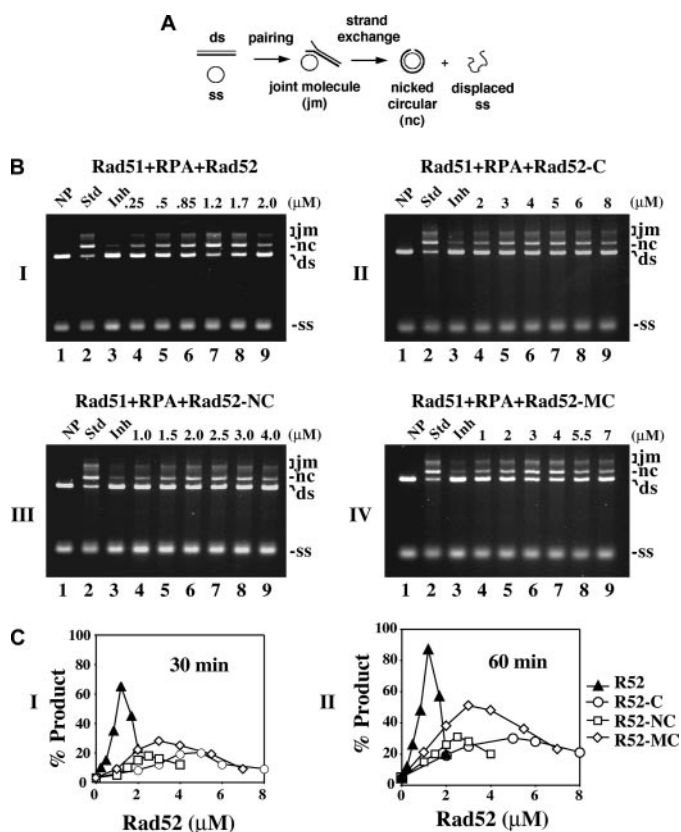 A
ds
ss
pairing
joint molecule
(jm)
strand
exchange
nicked
circular
(nc)
+
displaced
ss
B
Rad51+RPA+Rad52
NP Std Inh .25 .5 .85 1.2 1.7 2.0 (μM)
jm
-nc
ds
I
-ss
1 2 3 4 5 6 7 8 9
Rad51+RPA+Rad52-C
NP Std Inh 2 3 4 5 6 8 (μM)
jm
-nc
ds
II
-ss
1 2 3 4 5 6 7 8 9
Rad51+RPA+Rad52-NC
NP Std Inh 1.0 1.5 2.0 2.5 3.0 4.0 (μM)
jm
-nc
ds
III
-ss
1 2 3 4 5 6 7 8 9
Rad51+RPA+Rad52-MC
NP Std Inh 1 2 3 4 5.5 7 (μM)
jm
-nc
ds
IV
-ss
1 2 3 4 5 6 7 8 9
C
I
% Product
100
80
60
40
20
0
30 min
0 2 4 6 8
Rad52 (μM)
II
% Product
100
80
60
40
20
0
60 min
0 2 4 6 8
Rad52 (μM)
R52
R52-C
R52-NC
R52-MC